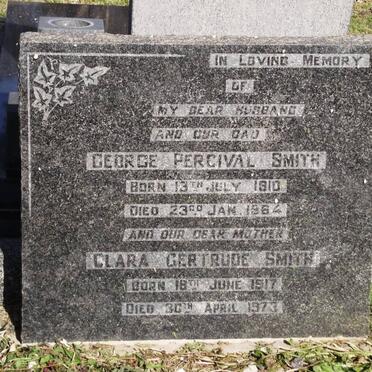 IN LOVING MEMORY
OF
MY DEAR HUSBAND
AND OUR DAD
GEORGE PERCIVAL SMITH
BORN 13TH JULY 1910
DIED 23RD JAN. 1964
AND OUR DEAR MOTHER
CLARA GERTRUDE SMITH
BORN 18TH JUNE 1917
DIED 30TH APRIL 1973